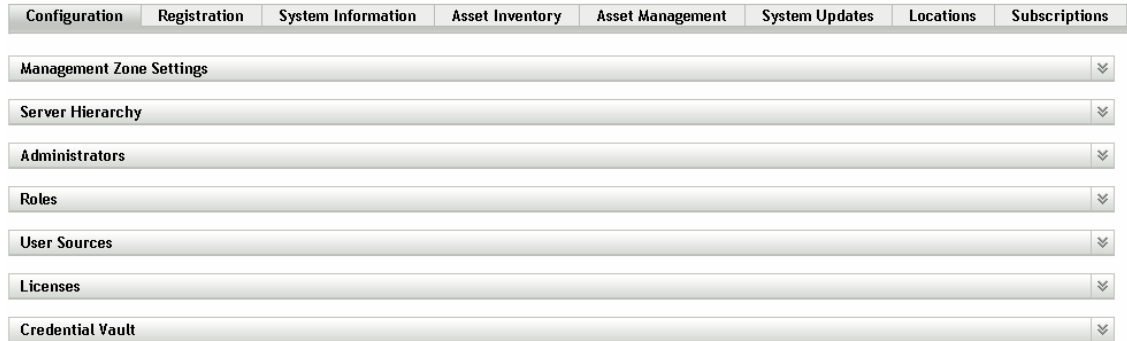 Configuration Registration System Information Asset Inventory Asset Management System Updates Locations Subscriptions
Management Zone Settings
Server Hierarchy
Administrators
Roles
User Sources
Licenses
Credential Vault